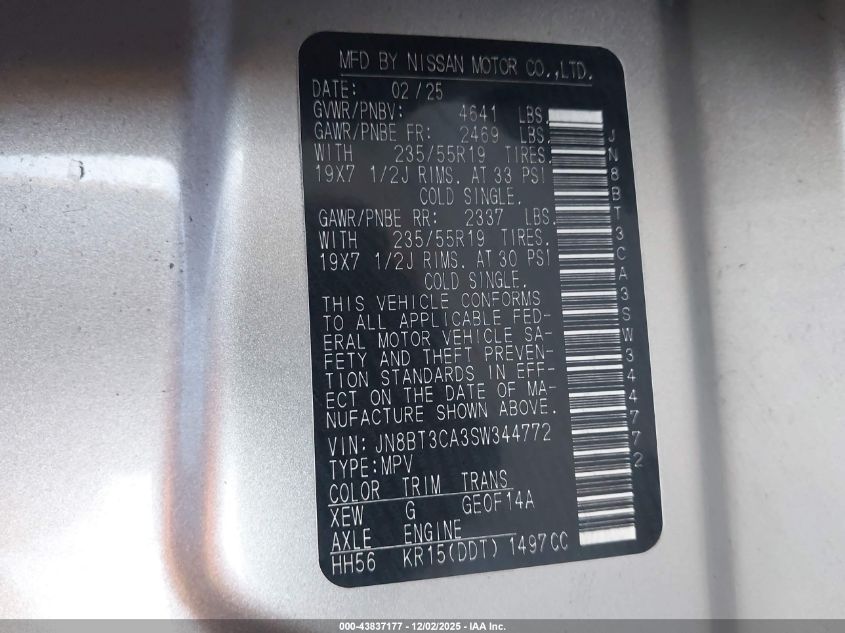 MFD BY NISSAN MOTOR CO.,LTD.
DATE: 02/25
GVWR/PNBV: 4641 LBS.
GAWR/PNBE FR: 2469 LBS.
WITH 235/55R19 TIRES.
19X7 1/2J RIMS. AT 33 PSI
COLD SINGLE.
GAWR/PNBE RR: 2337 LBS.
WITH 235/55R19 TIRES.
19X7 1/2J RIMS. AT 30 PSI
COLD SINGLE.
THIS VEHICLE CONFORMS
TO ALL APPLICABLE FED-
ERAL MOTOR VEHICLE SA-
FETY AND THEFT PREVEN-
TION STANDARDS IN EFF-
ECT ON THE DATE OF MA-
NUFACTURE SHOWN ABOVE.
VIN: JN8BT3CA3SW344772
TYPE:MPV
COLOR TRIM TRANS
XEW G GE0F14A
AXLE ENGINE
HH56 KR15(DDT) 1497CC
JN8BT3CA3SW344772
000-43837177 - 12/02/2025 - IAA Inc.